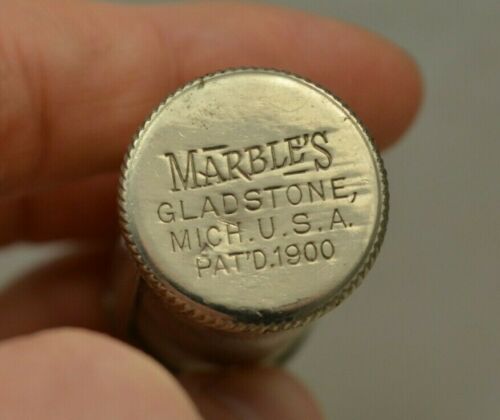 MARBLE'S
GLADSTONE,
MICH. U.S.A.
PAT'D. 1900